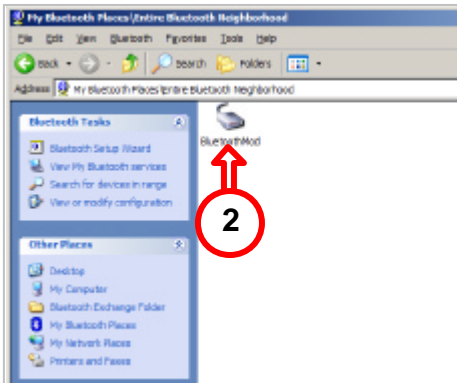 My Bluetooth Places\Entire Bluetooth Neighborhood
File Edit View Bluetooth Favorites Tools Help
Back Search Folders
Address My Bluetooth Places\Entire Bluetooth Neighborhood
Bluetooth Tasks
Bluetooth Setup Wizard
View My Bluetooth services
Search for devices in range
View or modify configuration
BluetoothMod
2
Other Places
Desktop
My Computer
Bluetooth Exchange Folder
My Bluetooth Places
My Network Places
Printers and Faxes